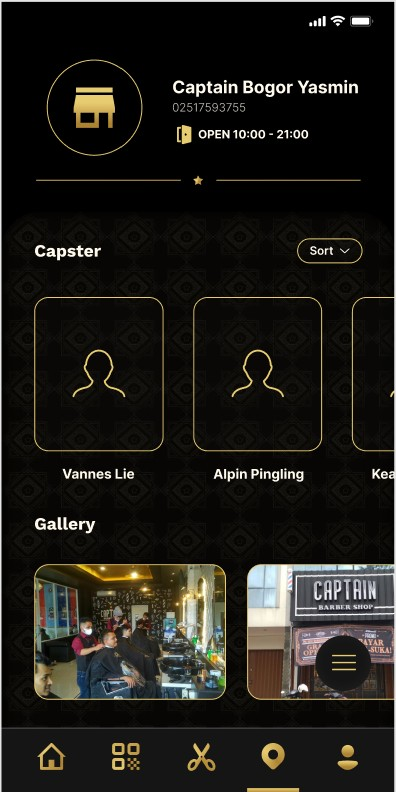 Captain Bogor Yasmin
02517593755
OPEN 10:00 - 21:00
Capster
Sort
Vannes Lie
Alpin Pingling
Kea
Gallery
CAPTAIN
BARBER SHOP